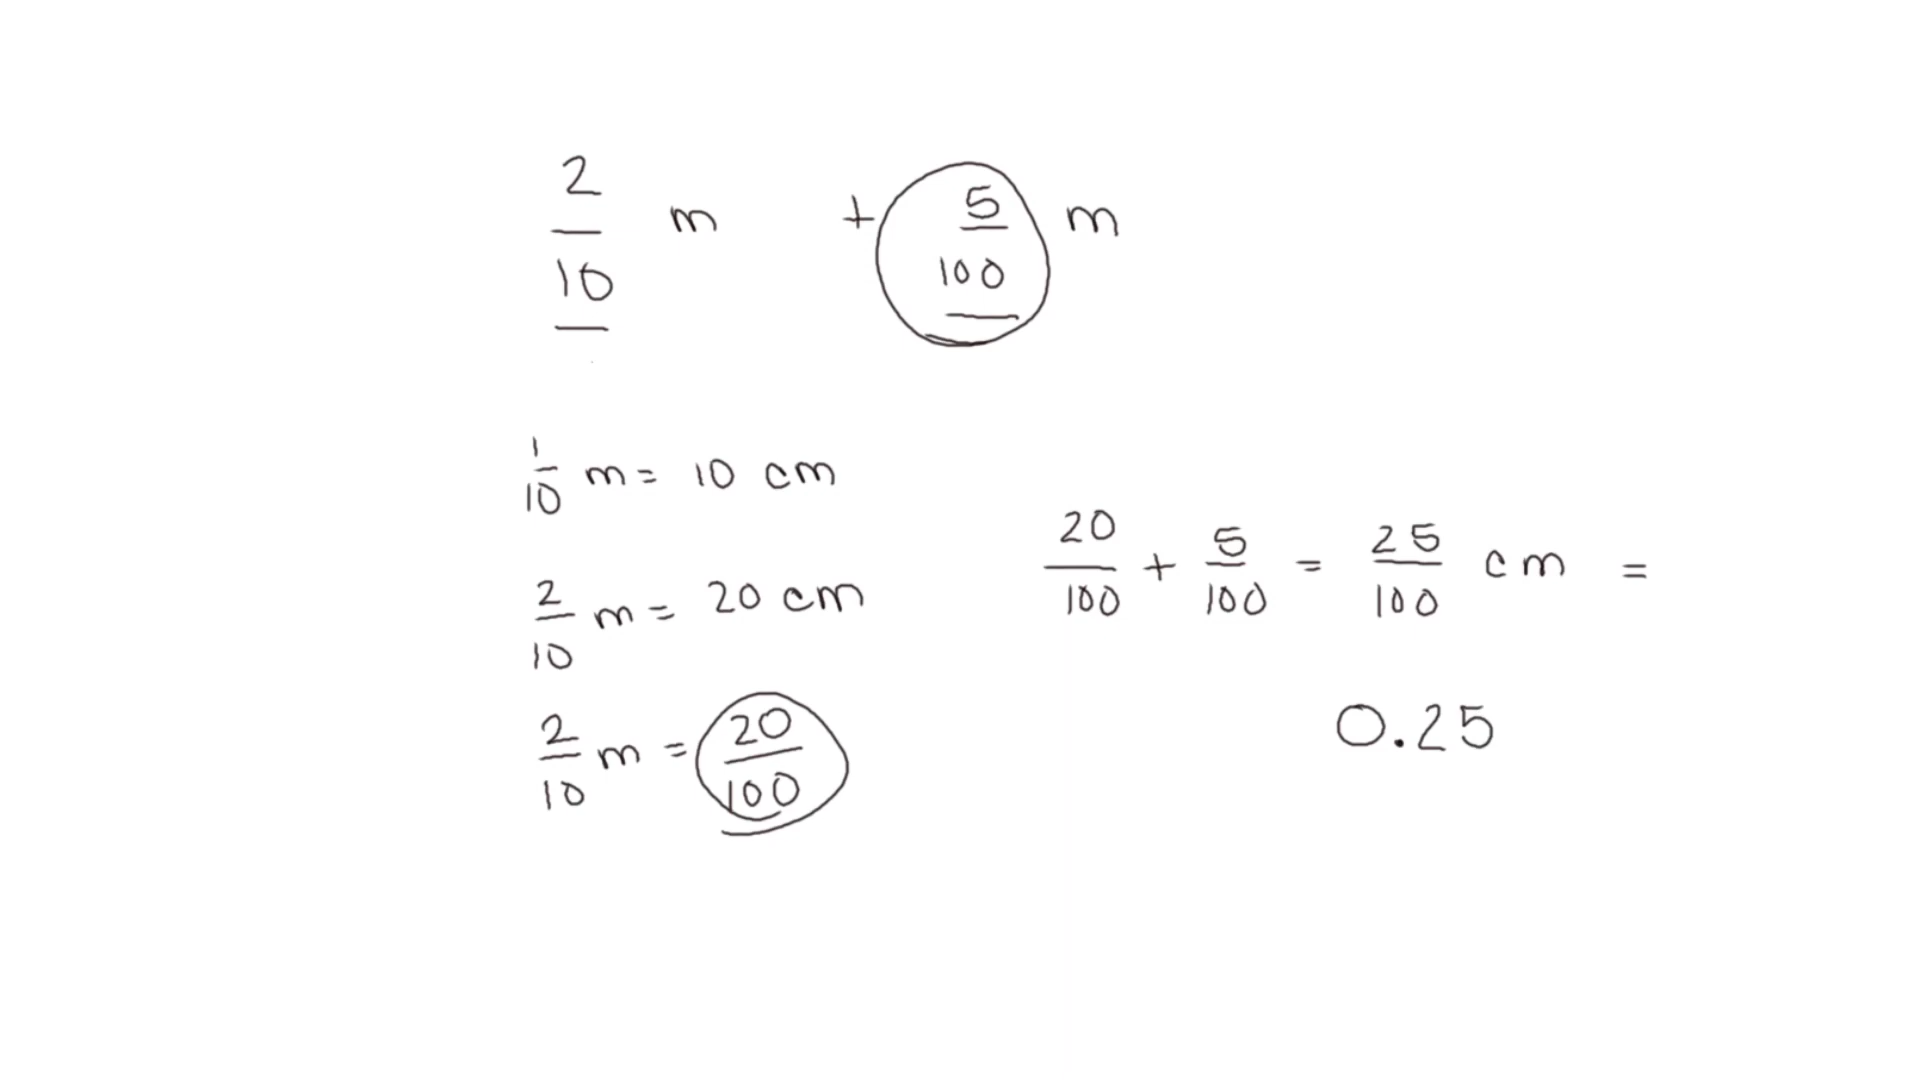 2/10 m + 5/100 m
1/10 m = 10 cm
2/10 m = 20 cm
2/10 m = 20/100
20/100 + 5/100 = 25/100 cm =
0.25